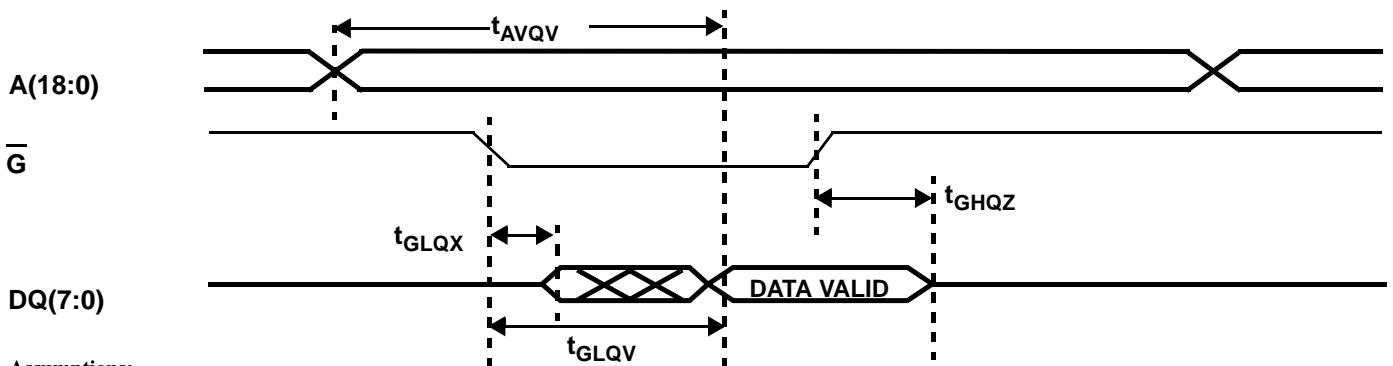 tAVQV
A(18:0)
G
tGHQZ
tGLQX
DQ(7:0)
DATA VALID
tGLQV